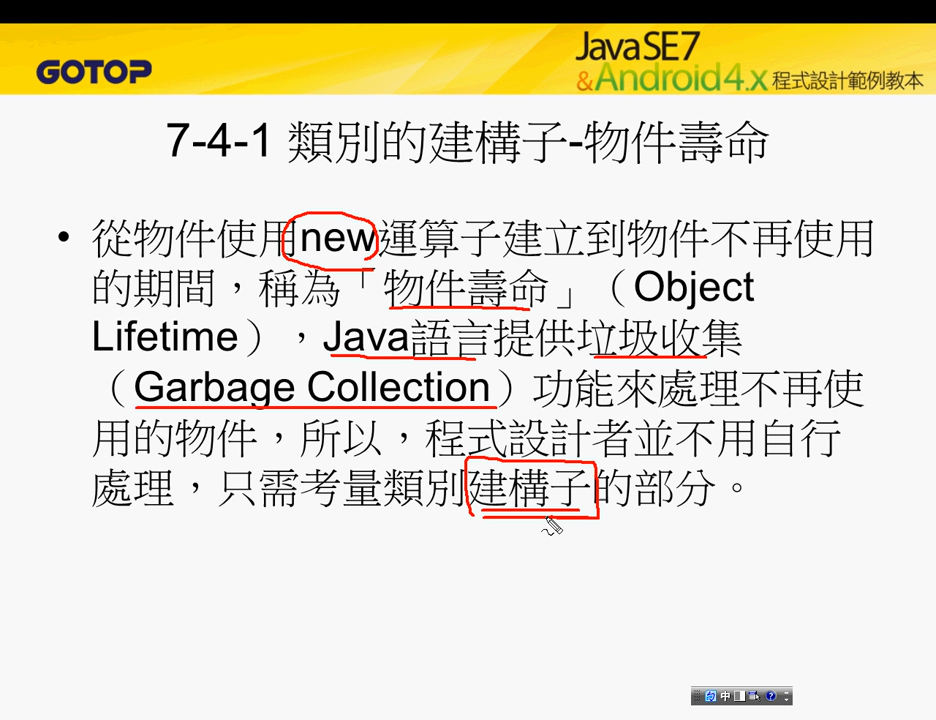 GOTOP
JavaSE7
&Android4.x 程式設計範例教本
7-4-1 類別的建構子-物件壽命
• 從物件使用new運算子建立到物件不再使用
的期間，稱為「物件壽命」（Object
Lifetime），Java語言提供垃圾收集
（Garbage Collection）功能來處理不再使
用的物件，所以，程式設計者並不用自行
處理，只需考量類別建構子的部分。
中